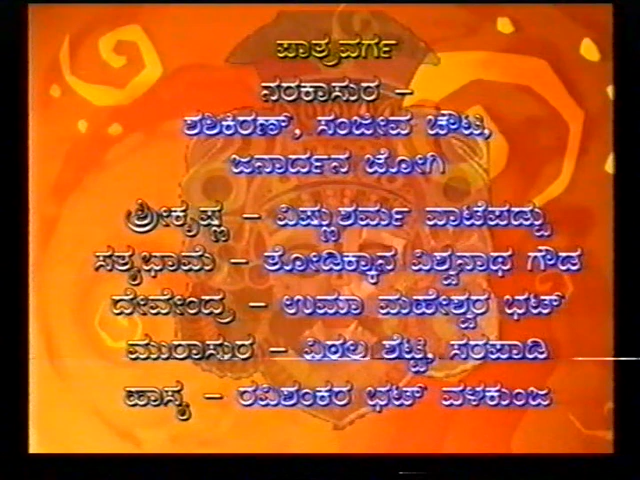 ಪಾತ್ರವರ್ಗ
ನರಕಾಸುರ –
ಶಶಿಕಿರಣ್, ಸಂಜೀವ ಚೌಟ,
ಜನಾರ್ದನ ಜೋಗಿ
ಶ್ರೀಕೃಷ್ಣ – ವಿಷ್ಣುಶರ್ಮ ವಾಟೆಪಡ್ಪು
ಸತ್ಯಭಾಮೆ – ತೋಡಿಕ್ಕಾನ ವಿಶ್ವನಾಥ ಗೌಡ
ದೇವೇಂದ್ರ – ಉಮಾ ಮಹೇಶ್ವರ ಭಟ್
ಮುರಾಸುರ – ವಿಠಲ ಶೆಟ್ಟಿ, ಸರಪಾಡಿ
ಹಾಸ್ಯ – ರವಿಶಂಕರ ಭಟ್ ವಳಕುಂಜ